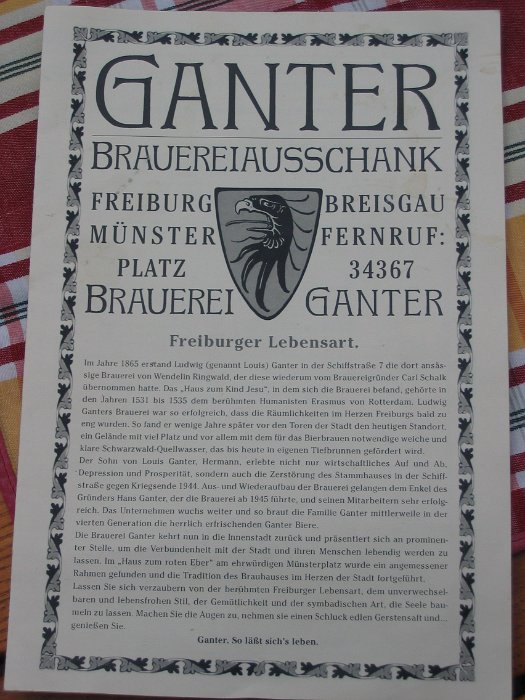 GANTER
BRAUEREIAUSSCHANK
FREIBURG BREISGAU
MÜNSTER FERNRUF:
PLATZ 34367
BRAUEREI GANTER
Freiburger Lebensart.
Im Jahre 1865 erstand Ludwig (genannt Louis) Ganter in der Schiffstraße 7 die dort ansäs-
sige Brauerei von Wendelin Ringwald, der diese wiederum vom Brauereigründer Carl Schalk
übernommen hatte. Das „Haus zum Kind Jesu", in dem sich die Brauerei befand, gehörte in
den Jahren 1531 bis 1535 dem berühmten Humanisten Erasmus von Rotterdam. Ludwig
Ganters Brauerei war so erfolgreich, dass die Räumlichkeiten im Herzen Freiburgs bald zu
eng wurden. So fand er wenige Jahre später vor den Toren der Stadt den heutigen Standort,
ein Gelände mit viel Platz und vor allem mit dem für das Bierbrauen notwendige weiche und
klare Schwarzwald-Quellwasser, das bis heute in eigenen Tiefbrunnen gefördert wird.
Der Sohn von Louis Ganter, Hermann, erlebte nicht nur wirtschaftliches Auf und Ab,
Depression und Prosperität, sondern auch die Zerstörung des Stammhauses in der Schiff-
straße gegen Kriegsende 1944. Aus- und Wiederaufbau der Brauerei gelangen dem Enkel des
Gründers Hans Ganter, der die Brauerei ab 1945 führte, und seinen Mitarbeitern sehr erfolg-
reich. Das Unternehmen wuchs weiter und so braut die Familie Ganter mittlerweile in der
vierten Generation die herrlich erfrischenden Ganter Biere.
Die Brauerei Ganter kehrt nun in die Innenstadt zurück und präsentiert sich an prominen-
ter Stelle, um die Verbundenheit mit der Stadt und ihren Menschen lebendig werden zu
lassen. Im „Haus zum roten Eber" am ehrwürdigen Münsterplatz wurde ein angemessener
Rahmen gefunden und die Tradition des Brauhauses im Herzen der Stadt fortgeführt.
Lassen Sie sich verzaubern von der berühmten Freiburger Lebensart, dem unverwechsel-
baren und lebensfrohen Stil, der Gemütlichkeit und der symbadischen Art, die Seele bau-
meln zu lassen. Machen Sie die Augen zu, nehmen sie einen Schluck edlen Gerstensaft und...
genießen Sie.
Ganter. So läßt sich's leben.